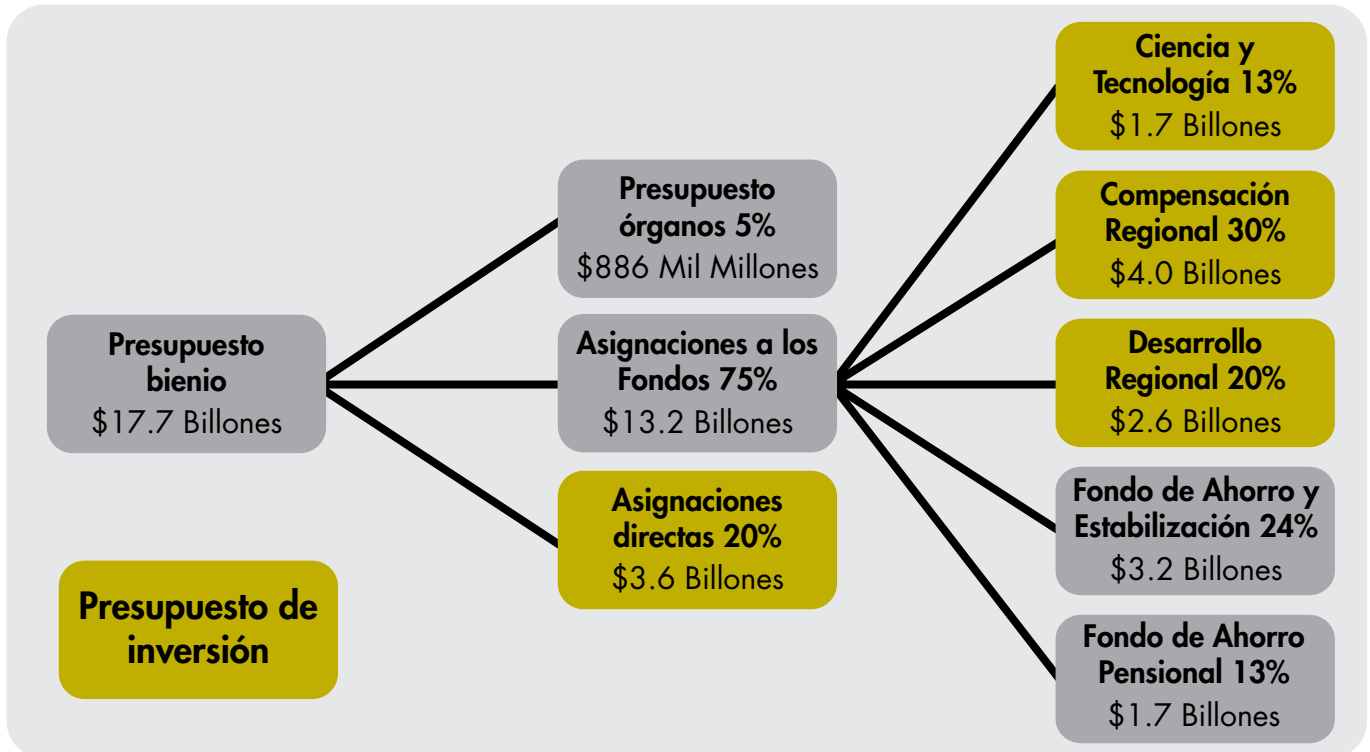 Presupuesto
bienio
$17.7 Billones
Presupuesto de
inversión
Presupuesto
órganos 5%
$886 Mil Millones
Asignaciones a los
Fondos 75%
$13.2 Billones
Asignaciones
directas 20%
$3.6 Billones
Ciencia y
Tecnología 13%
$1.7 Billones
Compensación
Regional 30%
$4.0 Billones
Desarrollo
Regional 20%
$2.6 Billones
Fondo de Ahorro y
Estabilización 24%
$3.2 Billones
Fondo de Ahorro
Pensional 13%
$1.7 Billones